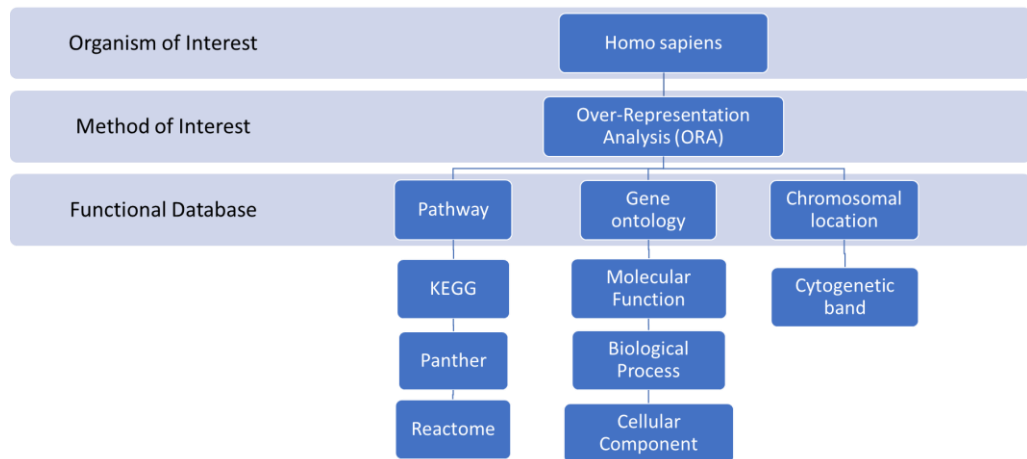 Organism of Interest
Homo sapiens
Method of Interest
Over-Representation
Analysis (ORA)
Functional Database
Pathway
Gene
ontology
Chromosomal
location
KEGG
Molecular
Function
Cytogenetic
band
Panther
Biological
Process
Reactome
Cellular
Component